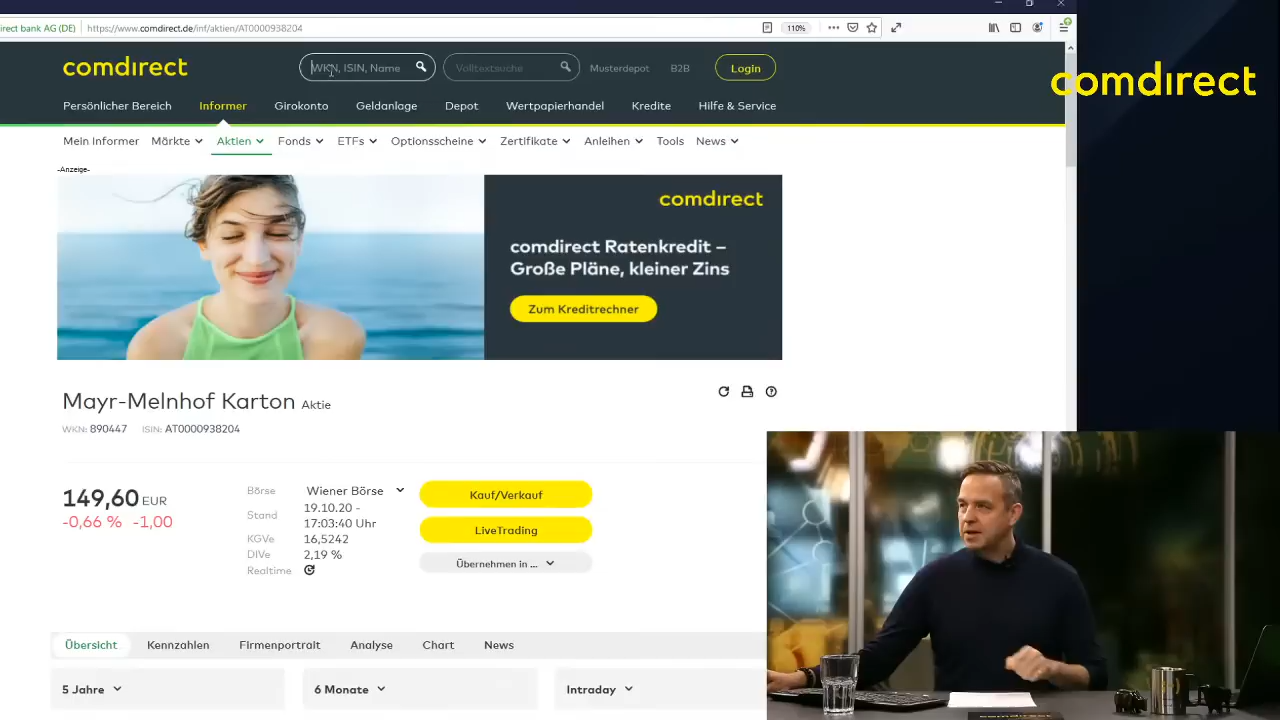 irect bank AG (DE)
https://www.comdirect.de/inf/aktien/AT0000938204
110%
comdirect
WKN, ISIN, Name
Volltextsuche
Musterdepot
B2B
Login
comdirect
Persönlicher Bereich
Informer
Girokonto
Geldanlage
Depot
Wertpapierhandel
Kredite
Hilfe & Service
Mein Informer
Märkte
Aktien
Fonds
ETFs
Optionsscheine
Zertifikate
Anleihen
Tools
News
-Anzeige-
comdirect
comdirect Ratenkredit –
Große Pläne, kleiner Zins
Zum Kreditrechner
Mayr-Melnhof Karton Aktie
WKN: 890447 ISIN: AT0000938204
149,60 EUR
-0,66 % -1,00
Börse Wiener Börse
Stand 19.10.20 -
17:03:40 Uhr
KGVe 16,5242
DIVe 2,19 %
Realtime
Kauf/Verkauf
LiveTrading
Übernehmen in ...
Übersicht
Kennzahlen
Firmenportrait
Analyse
Chart
News
5 Jahre
6 Monate
Intraday
comdirect